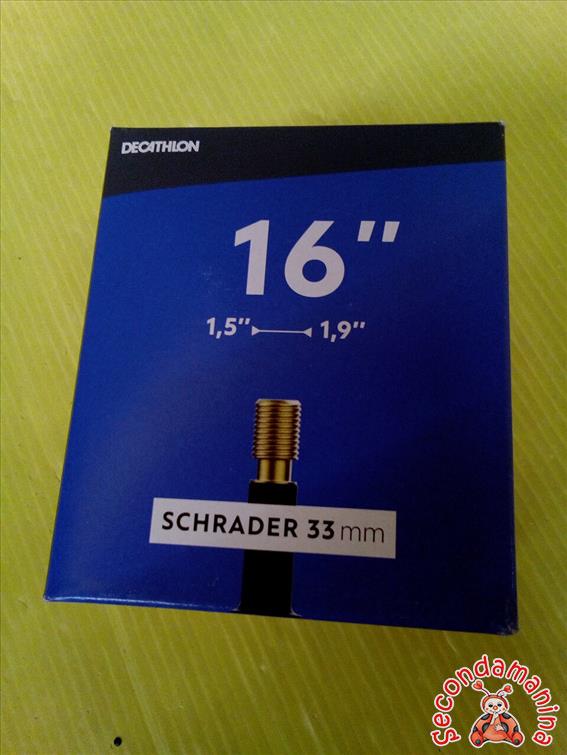 DECATHLON
16"
1,5" 1,9"
SCHRADER 33 mm
Secondamanina